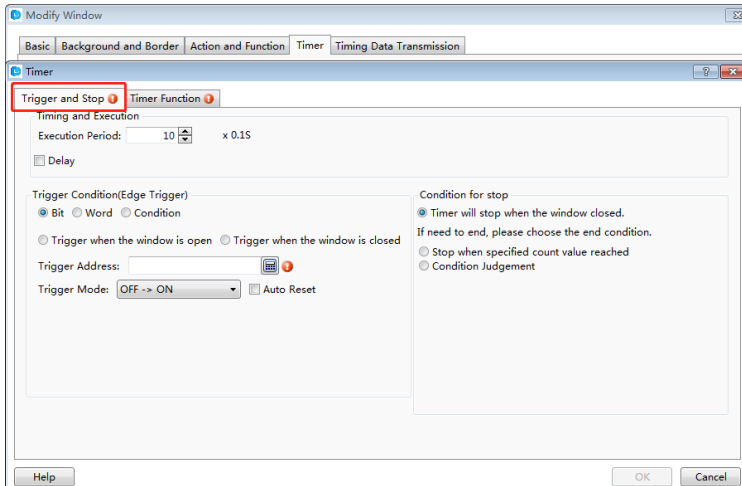 Modify Window
Basic Background and Border Action and Function Timer Timing Data Transmission
Timer
Trigger and Stop Timer Function
Timing and Execution
Execution Period: 10 x 0.1S
Delay
Trigger Condition(Edge Trigger)
Bit Word Condition
Trigger when the window is open Trigger when the window is closed
Trigger Address:
Trigger Mode: OFF -> ON Auto Reset
Condition for stop
Timer will stop when the window closed.
If need to end, please choose the end condition.
Stop when specified count value reached
Condition Judgement
Help OK Cancel